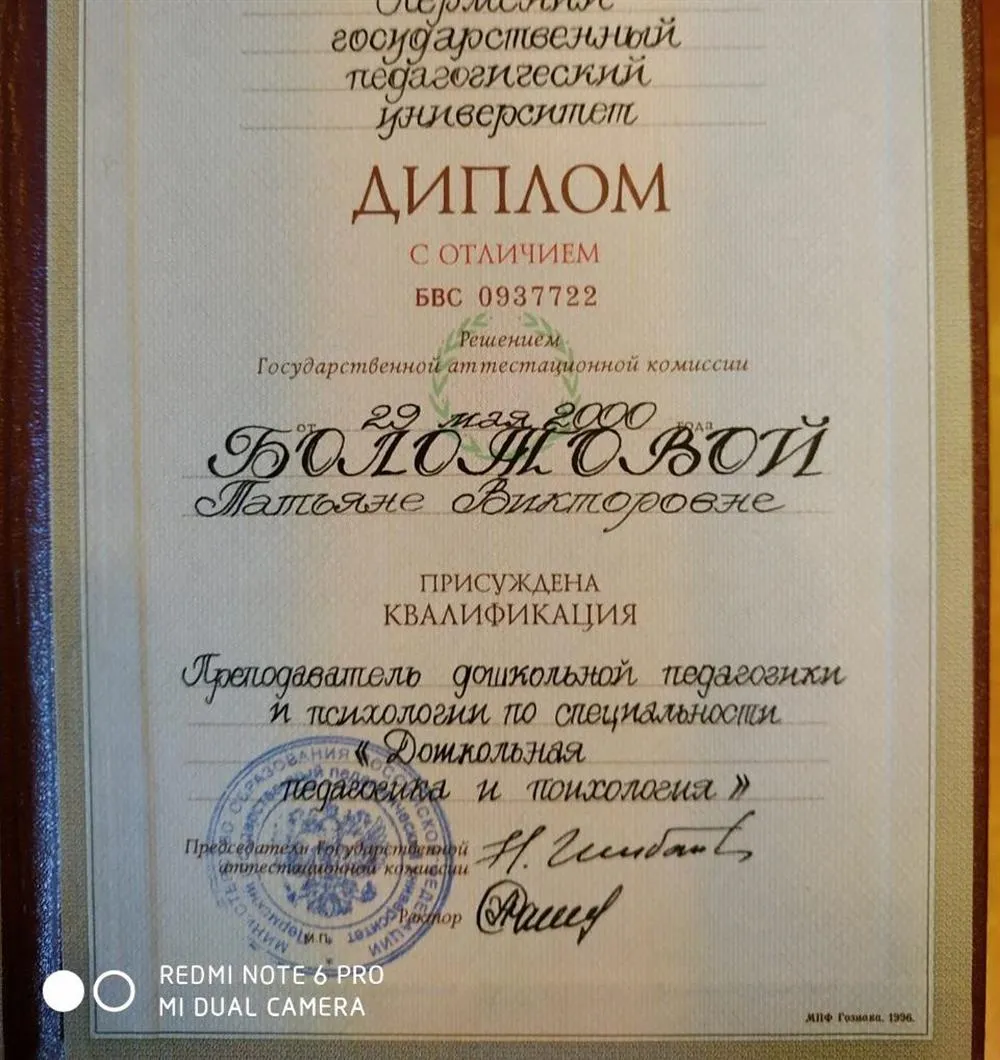 Пермский
государственный
педагогический
университет
ДИПЛОМ
С ОТЛИЧИЕМ
БВС 0937722
Решением
Государственной аттестационной комиссии
от 29 мая 2000 года
БОЛОТОВОЙ
Татьяне Викторовне
ПРИСУЖДЕНА
КВАЛИФИКАЦИЯ
Преподаватель дошкольной педагогики
и психологии по специальности
« Дошкольная
педагогика и психология »
Председатель Государственной
аттестационной комиссии
Ректор
М.П.
REDMI NOTE 6 PRO
MI DUAL CAMERA
МПФ Гознака. 1996.